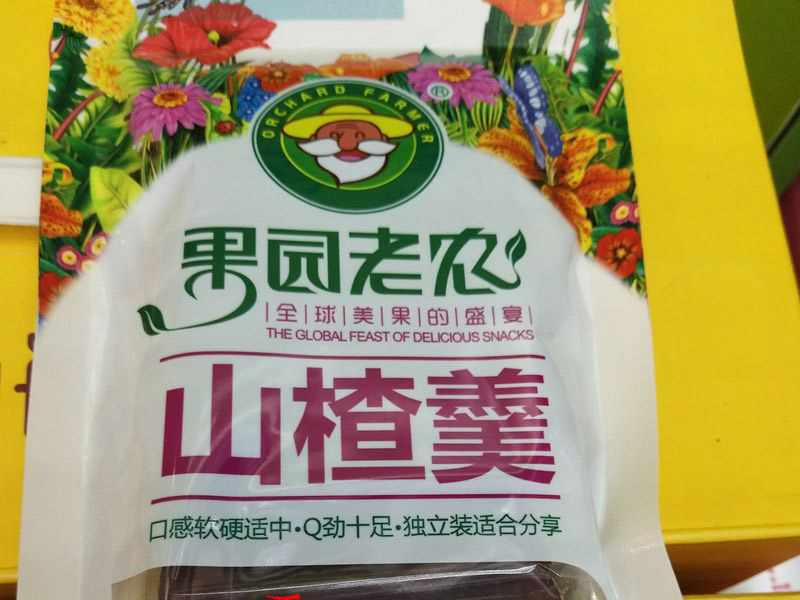 ORCHARD FARMER
®
果园老农
全球美果的盛宴
THE GLOBAL FEAST OF DELICIOUS SNACKS
山楂羹
口感软硬适中·Q劲十足·独立装适合分享